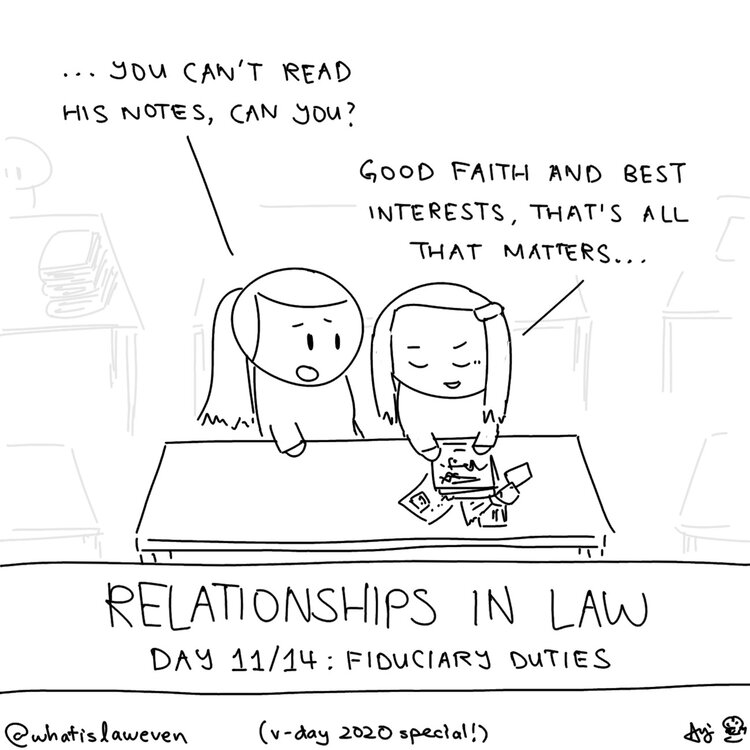 ... YOU CAN'T READ
HIS NOTES, CAN YOU?
GOOD FAITH AND BEST
INTERESTS, THAT'S ALL
THAT MATTERS...
RELATIONSHIPS IN LAW
DAY 11/14: FIDUCIARY DUTIES
@whatislaweven (v-day 2020 special!)